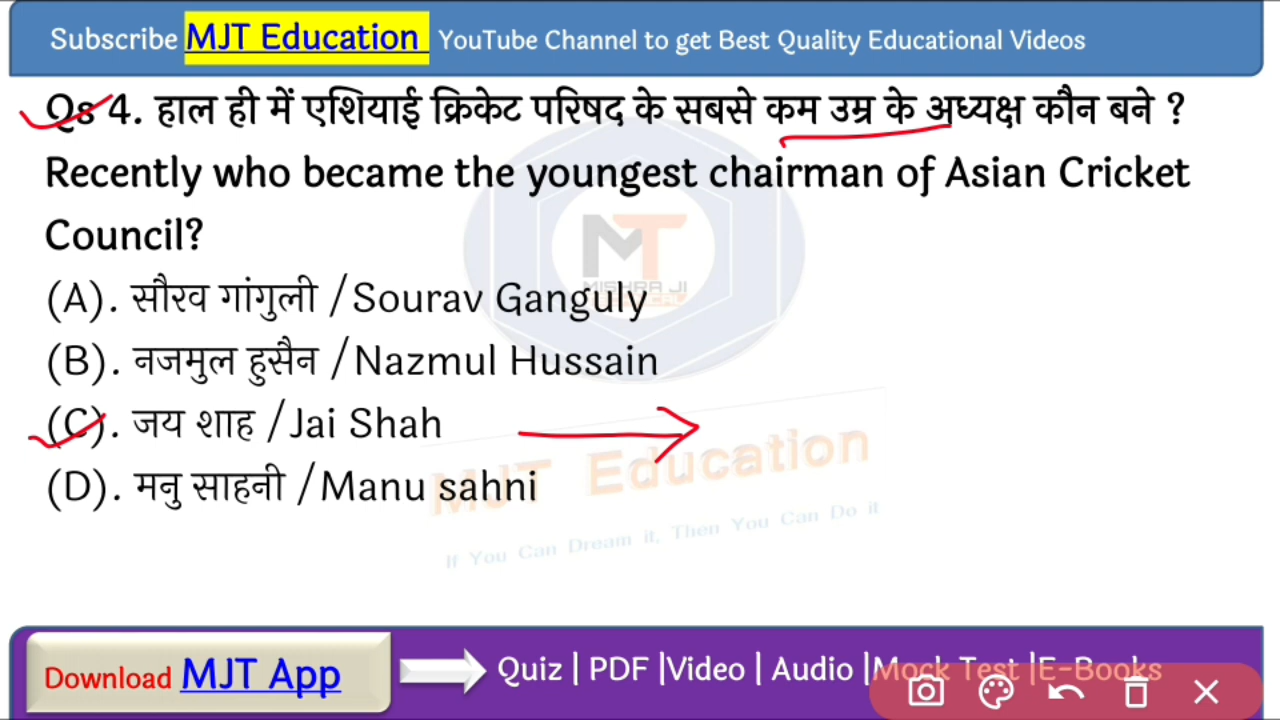 Subscribe MJT Education YouTube Channel to get Best Quality Educational Videos
Qs 4. हाल ही में एशियाई क्रिकेट परिषद के सबसे कम उम्र के अध्यक्ष कौन बने ?
Recently who became the youngest chairman of Asian Cricket
Council?
MT
MISHRA JI
(A). सौरव गांगुली /Sourav Ganguly
(B). नजमुल हुसैन /Nazmul Hussain
(C). जय शाह /Jai Shah
(D). मनु साहनी /Manu sahni
MJT Education
If You Can Dream it, Then You Can Do it
Download MJT App
Quiz | PDF |Video | Audio |Mock Test |E-Books